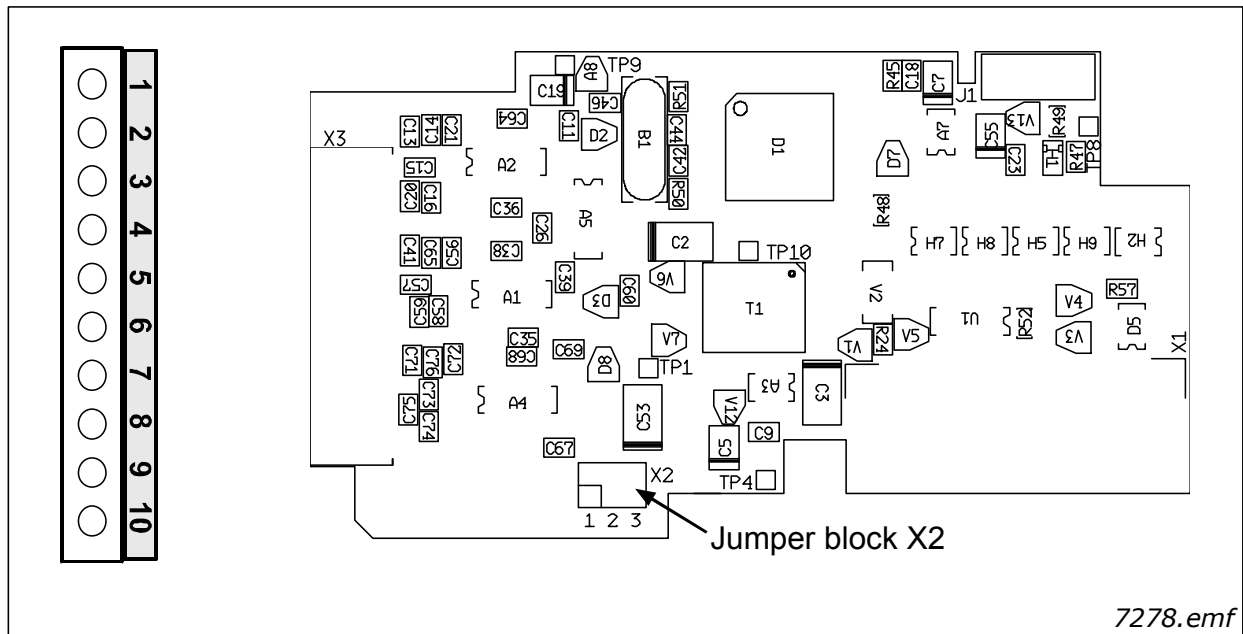 1
2
3
4
5
6
7
8
9
10
X3
C19
A8
TP9
C46
C64
C11
D2
B1
R51
C44
C42
R50
D1
R45
C18
C7
J1
A7
D7
C55
V13
C23
R49
H1
R47
TP8
C13
C14
C21
C15
C20
C16
A2
A5
C36
C26
C38
C41
C65
C56
C57
C59
C58
A1
C39
D3
C60
C2
V6
TP10
T1
R48
H7
H8
H5
H9
H2
V2
V1
R24
V5
U1
R52
V4
V3
R57
D5
X1
C35
C68
C69
D8
V7
TP1
C71
C76
C72
C73
C75
C74
A4
C53
C67
V12
A3
C3
C5
C9
TP4
X2
1 2 3
Jumper block X2
7278.emf